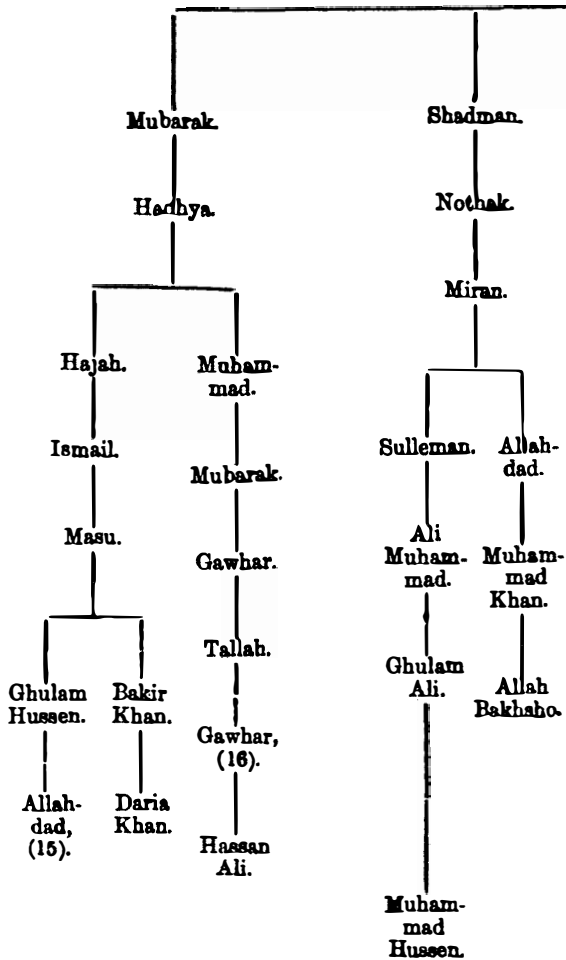 Mubarak.
Shadman.
Hadhya.
Nothak.
Miran.
Hajah.
Muham-
mad.
Ismail.
Sulleman.
Allah-
dad.
Mubarak.
Masu.
Ali
Muham-
mad.
Muham-
mad
Khan.
Gawhar.
Tallah.
Ghulam
Hussen.
Bakir
Khan.
Ghulam
Ali.
Allah
Bakhsho.
Gawhar,
(16).
Allah-
dad,
(15).
Daria
Khan.
Hassan
Ali.
Muham-
mad
Hussen.